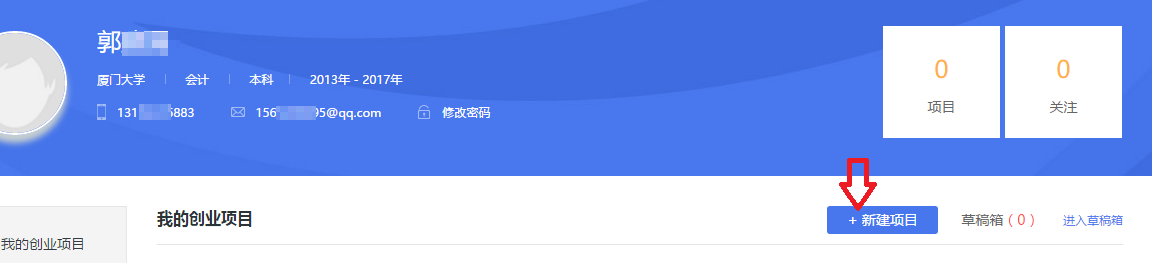 郭
厦门大学 会计 本科 2013年 - 2017年
131 5883 156 95@qq.com 修改密码
0 0
项目 关注
我的创业项目 + 新建项目 草稿箱 ( 0 ) 进入草稿箱
我的创业项目